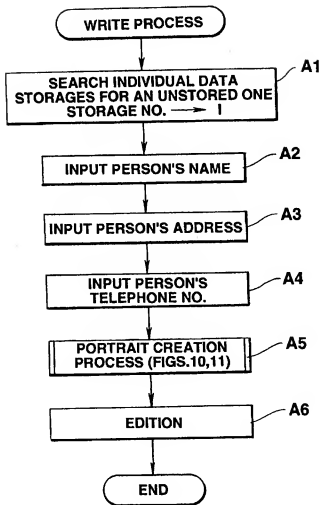 WRITE PROCESS
A1
SEARCH INDIVIDUAL DATA
STORAGES FOR AN UNSTORED ONE
STORAGE NO. → I
A2
INPUT PERSON'S NAME
A3
INPUT PERSON'S ADDRESS
A4
INPUT PERSON'S
TELEPHONE NO.
A5
PORTRAIT CREATION
PROCESS (FIGS.10,11)
A6
EDITION
END